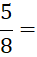 5/8 =